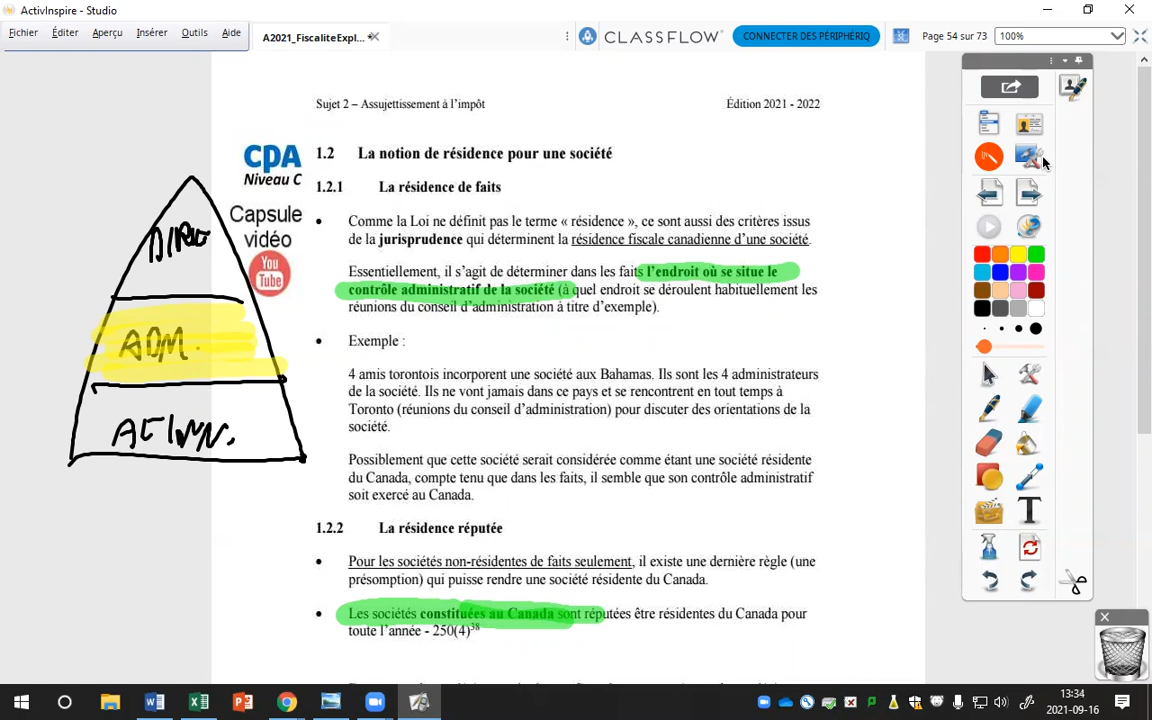 ActivInspire - Studio
Fichier Éditer Aperçu Insérer Outils Aide
A2021_FiscaliteExpl...
CLASSFLOW
CONNECTER DES PÉRIPHÉRIQ
Page 54 sur 73
100%
Sujet 2 – Assujettissement à l'impôt
Édition 2021 - 2022
CPA
Niveau C
Capsule
vidéo
You
Tube
DIRIG
ADM.
ACTIONN.
1.2 La notion de résidence pour une société
1.2.1 La résidence de faits
• Comme la Loi ne définit pas le terme « résidence », ce sont aussi des critères issus
de la jurisprudence qui déterminent la résidence fiscale canadienne d'une société.
Essentiellement, il s'agit de déterminer dans les faits l'endroit où se situe le
contrôle administratif de la société (à quel endroit se déroulent habituellement les
réunions du conseil d'administration à titre d'exemple).
• Exemple :
4 amis torontois incorporent une société aux Bahamas. Ils sont les 4 administrateurs
de la société. Ils ne vont jamais dans ce pays et se rencontrent en tout temps à
Toronto (réunions du conseil d'administration) pour discuter des orientations de la
société.
Possiblement que cette société serait considérée comme étant une société résidente
du Canada, compte tenu que dans les faits, il semble que son contrôle administratif
soit exercé au Canada.
1.2.2 La résidence réputée
• Pour les sociétés non-résidentes de faits seulement, il existe une dernière règle (une
présomption) qui puisse rendre une société résidente du Canada.
• Les sociétés constituées au Canada sont réputées être résidentes du Canada pour
toute l'année - 250(4)38
13:34
2021-09-16